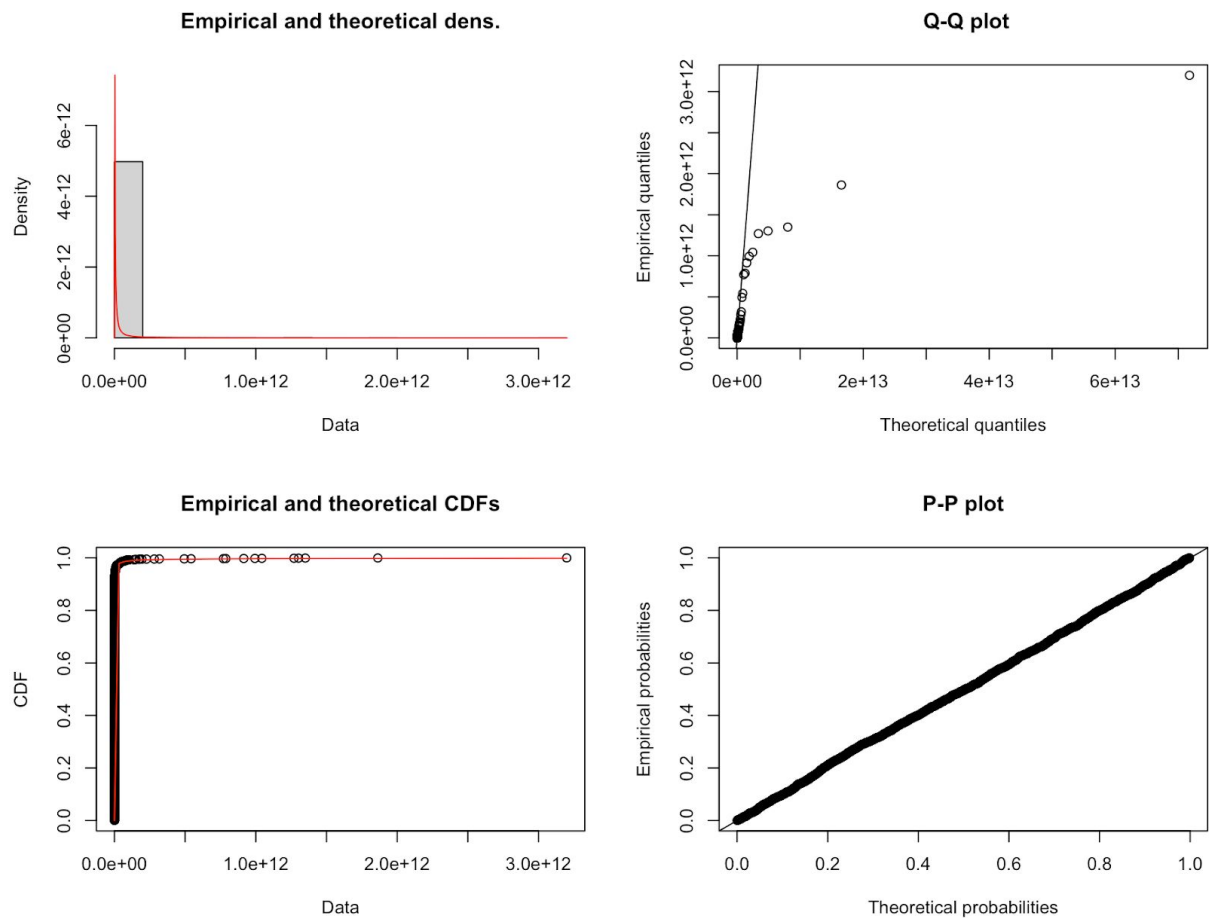 Empirical and theoretical dens.
Density
0e+00
2e-12
4e-12
6e-12
0.0e+00
1.0e+12
2.0e+12
3.0e+12
Data
Q-Q plot
Empirical quantiles
0.0e+00
1.0e+12
2.0e+12
3.0e+12
0e+00
2e+13
4e+13
6e+13
Theoretical quantiles
Empirical and theoretical CDFs
CDF
0.0
0.2
0.4
0.6
0.8
1.0
0.0e+00
1.0e+12
2.0e+12
3.0e+12
Data
P-P plot
Empirical probabilities
0.0
0.2
0.4
0.6
0.8
1.0
0.0
0.2
0.4
0.6
0.8
1.0
Theoretical probabilities